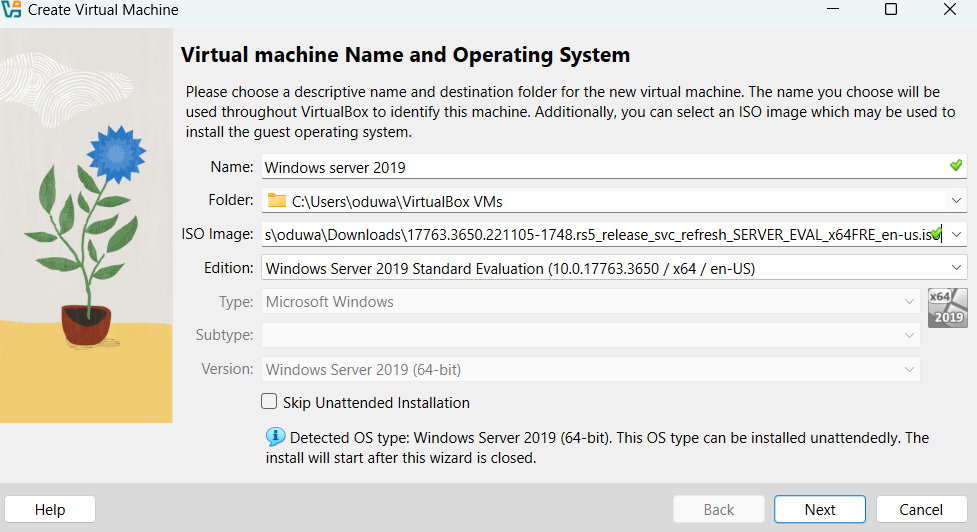 Create Virtual Machine
Virtual machine Name and Operating System
Please choose a descriptive name and destination folder for the new virtual machine. The name you choose will be
used throughout VirtualBox to identify this machine. Additionally, you can select an ISO image which may be used to
install the guest operating system.
Name: Windows server 2019
Folder: C:\Users\oduwa\VirtualBox VMs
ISO Image: s\oduwa\Downloads\17763.3650.221105-1748.rs5_release_svc_refresh_SERVER_EVAL_x64FRE_en-us.iso
Edition: Windows Server 2019 Standard Evaluation (10.0.17763.3650 / x64 / en-US)
Type: Microsoft Windows
x64
2019
Subtype:
Version: Windows Server 2019 (64-bit)
Skip Unattended Installation
Detected OS type: Windows Server 2019 (64-bit). This OS type can be installed unattendedly. The
install will start after this wizard is closed.
Help Back Next Cancel